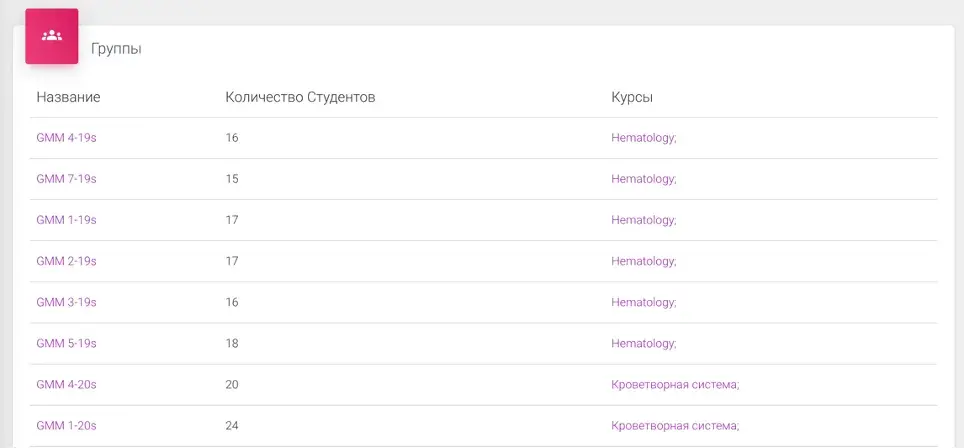 Группы
Название Количество Студентов Курсы
GMM 4-19s 16 Hematology;
GMM 7-19s 15 Hematology;
GMM 1-19s 17 Hematology;
GMM 2-19s 17 Hematology;
GMM 3-19s 16 Hematology;
GMM 5-19s 18 Hematology;
GMM 4-20s 20 Кроветворная система;
GMM 1-20s 24 Кроветворная система;